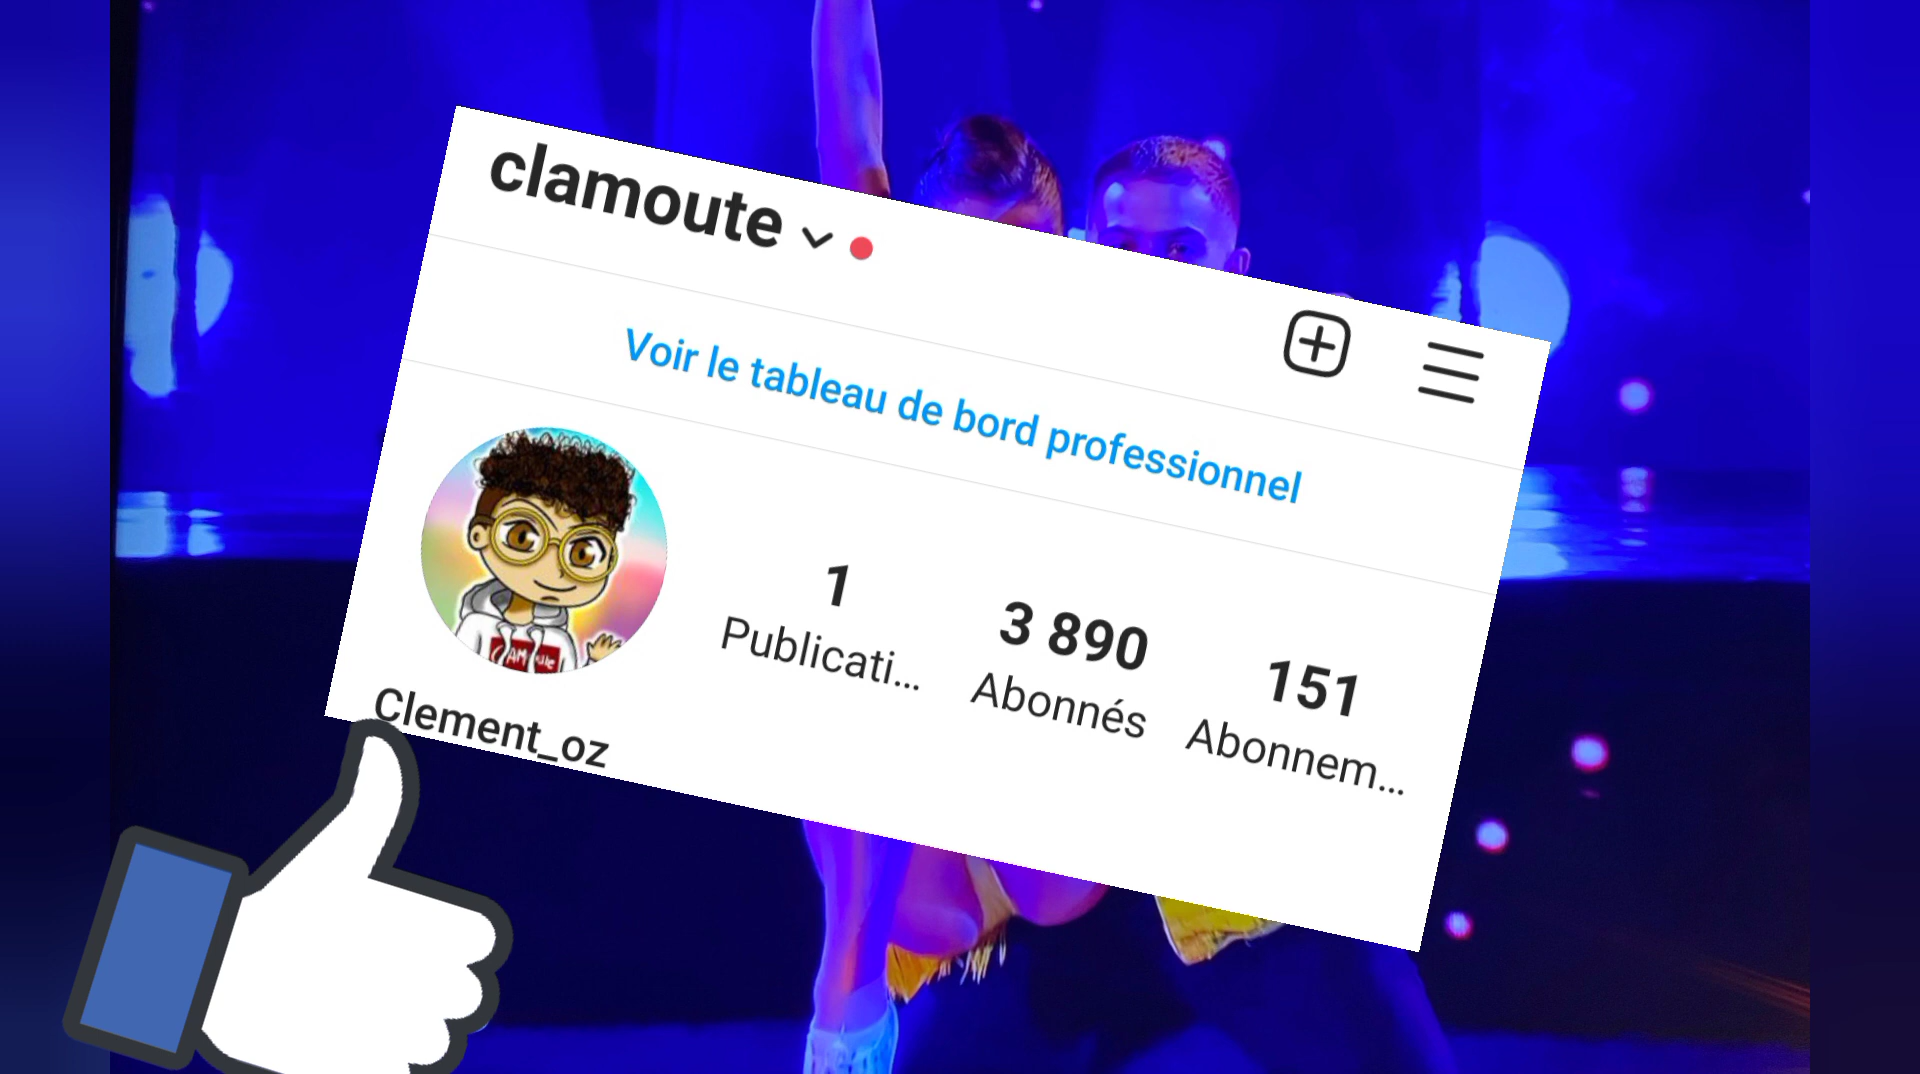 clamoute
Voir le tableau de bord professionnel
1
Publicati...
3 890
Abonnés
151
Abonnem...
Clement_oz